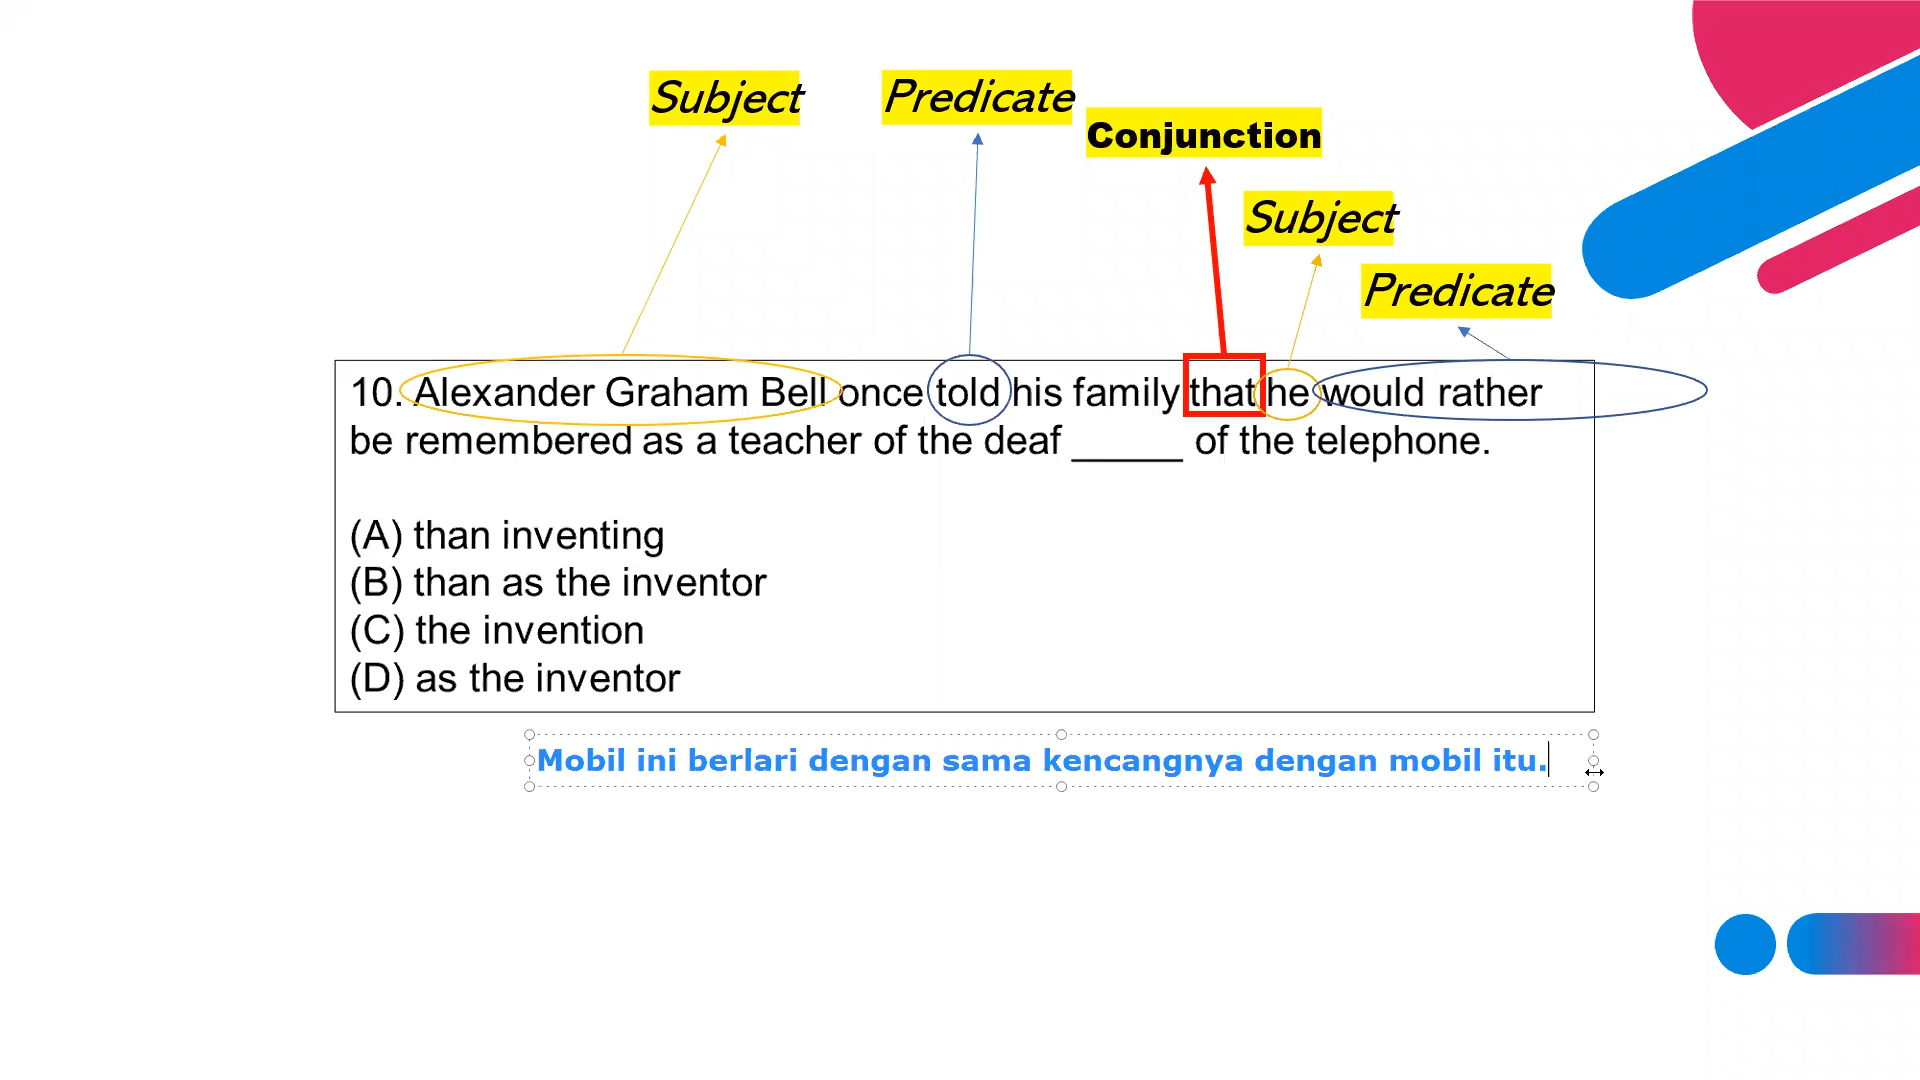 Subject
Predicate
Conjunction
Subject
Predicate
10. Alexander Graham Bell once told his family that he would rather
be remembered as a teacher of the deaf ______ of the telephone.
(A) than inventing
(B) than as the inventor
(C) the invention
(D) as the inventor
Mobil ini berlari dengan sama kencangnya dengan mobil itu.